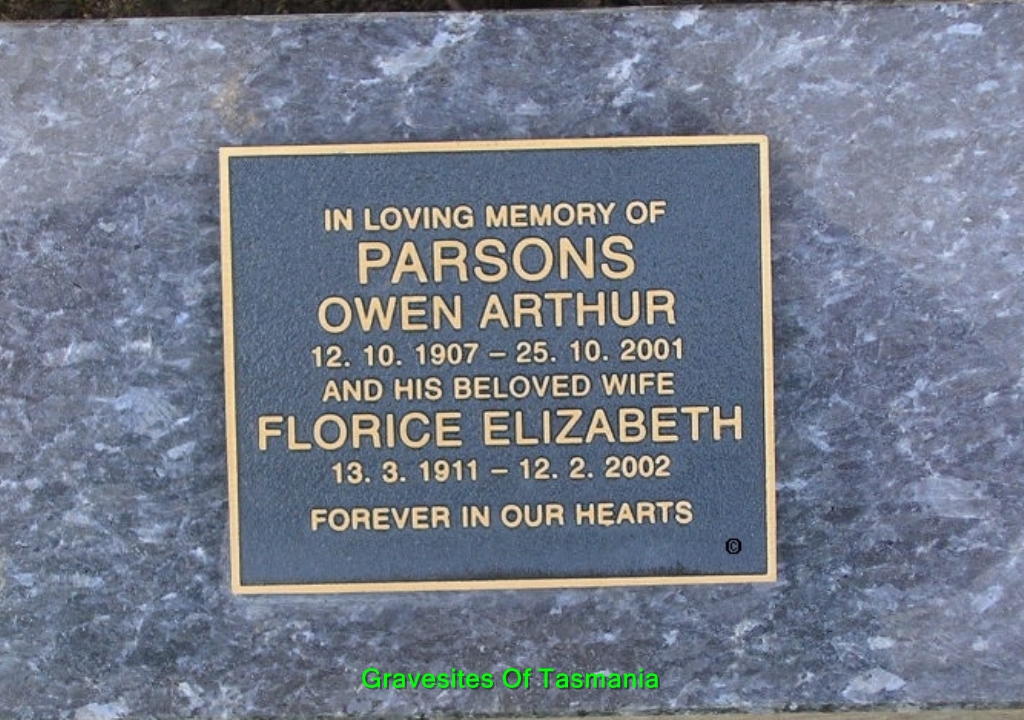 IN LOVING MEMORY OF
PARSONS
OWEN ARTHUR
12. 10. 1907 – 25. 10. 2001
AND HIS BELOVED WIFE
FLORICE ELIZABETH
13. 3. 1911 – 12. 2. 2002
FOREVER IN OUR HEARTS
©
Gravesites Of Tasmania